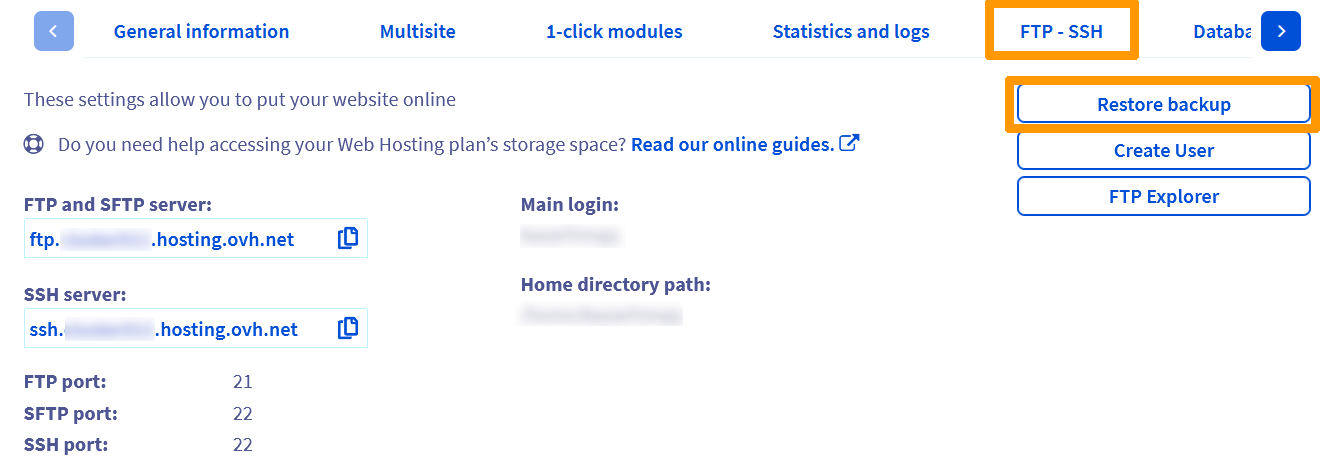 General information Multisite 1-click modules Statistics and logs FTP - SSH Databa
These settings allow you to put your website online
Restore backup
Do you need help accessing your Web Hosting plan’s storage space? Read our online guides.
Create User
FTP Explorer
FTP and SFTP server:
ftp. .hosting.ovh.net
Main login:
SSH server:
ssh. .hosting.ovh.net
Home directory path:
FTP port: 21
SFTP port: 22
SSH port: 22